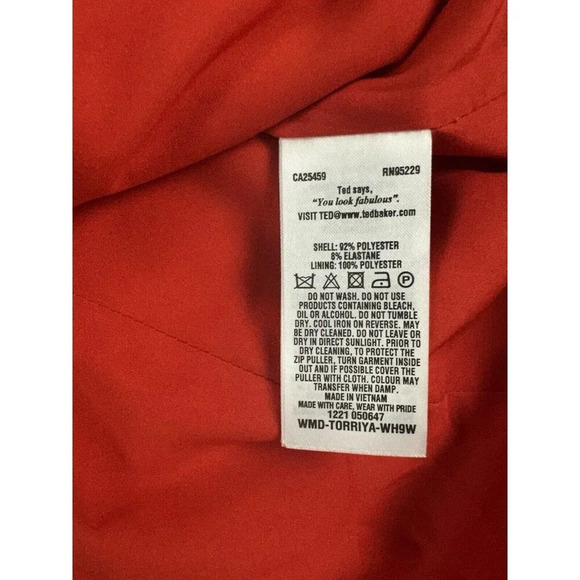 CA25459 RN95229
Ted says,
"You look fabulous".
VISIT TED@www.tedbaker.com
SHELL: 92% POLYESTER
8% ELASTANE
LINING: 100% POLYESTER
P
DO NOT WASH. DO NOT USE
PRODUCTS CONTAINING BLEACH,
OIL OR ALCOHOL. DO NOT TUMBLE
DRY. COOL IRON ON REVERSE. MAY
BE DRY CLEANED. DO NOT LEAVE OR
DRY IN DIRECT SUNLIGHT. PRIOR TO
DRY CLEANING, TO PROTECT THE
ZIP PULLER, TURN GARMENT INSIDE
OUT AND IF POSSIBLE COVER THE
PULLER WITH CLOTH. COLOUR MAY
TRANSFER WHEN DAMP.
MADE IN VIETNAM
MADE WITH CARE, WEAR WITH PRIDE
1221 050647
WMD-TORRIYA-WH9W